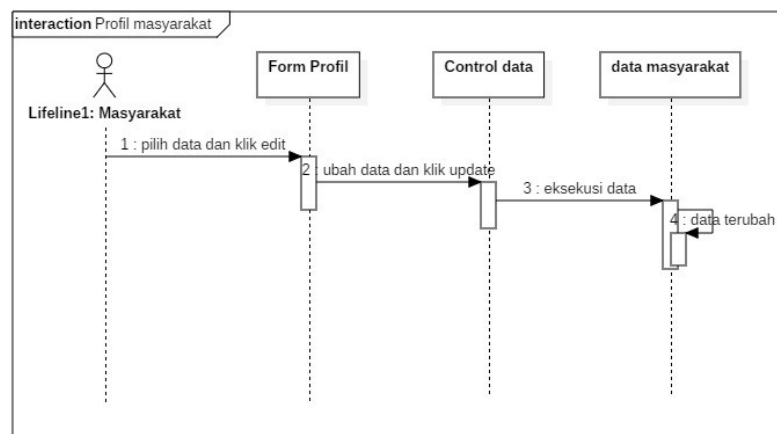 interaction Profil masyarakat
Form Profil
Control data
data masyarakat
Lifeline1: Masyarakat
1 : pilih data dan klik edit
2 : ubah data dan klik update
3 : eksekusi data
4 : data terubah